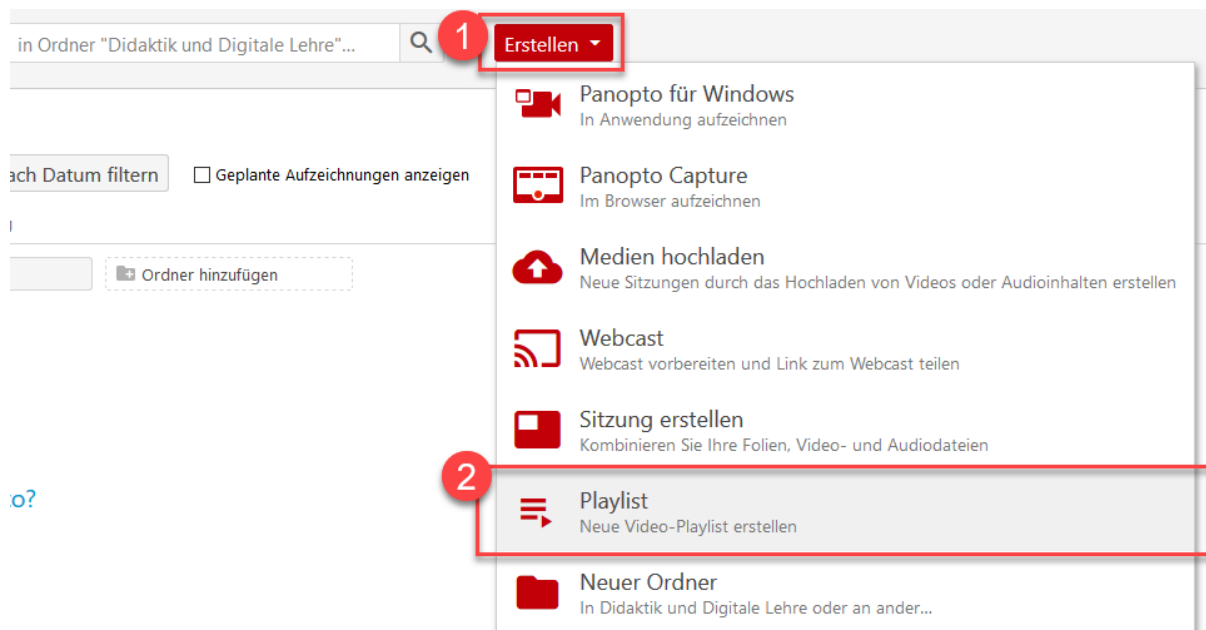 in Ordner "Didaktik und Digitale Lehre"...
1
Erstellen
Panopto für Windows
In Anwendung aufzeichnen
ach Datum filtern
Geplante Aufzeichnungen anzeigen
Panopto Capture
Im Browser aufzeichnen
Ordner hinzufügen
Medien hochladen
Neue Sitzungen durch das Hochladen von Videos oder Audioinhalten erstellen
Webcast
Webcast vorbereiten und Link zum Webcast teilen
Sitzung erstellen
Kombinieren Sie Ihre Folien, Video- und Audiodateien
2
:o?
Playlist
Neue Video-Playlist erstellen
Neuer Ordner
In Didaktik und Digitale Lehre oder an ander...